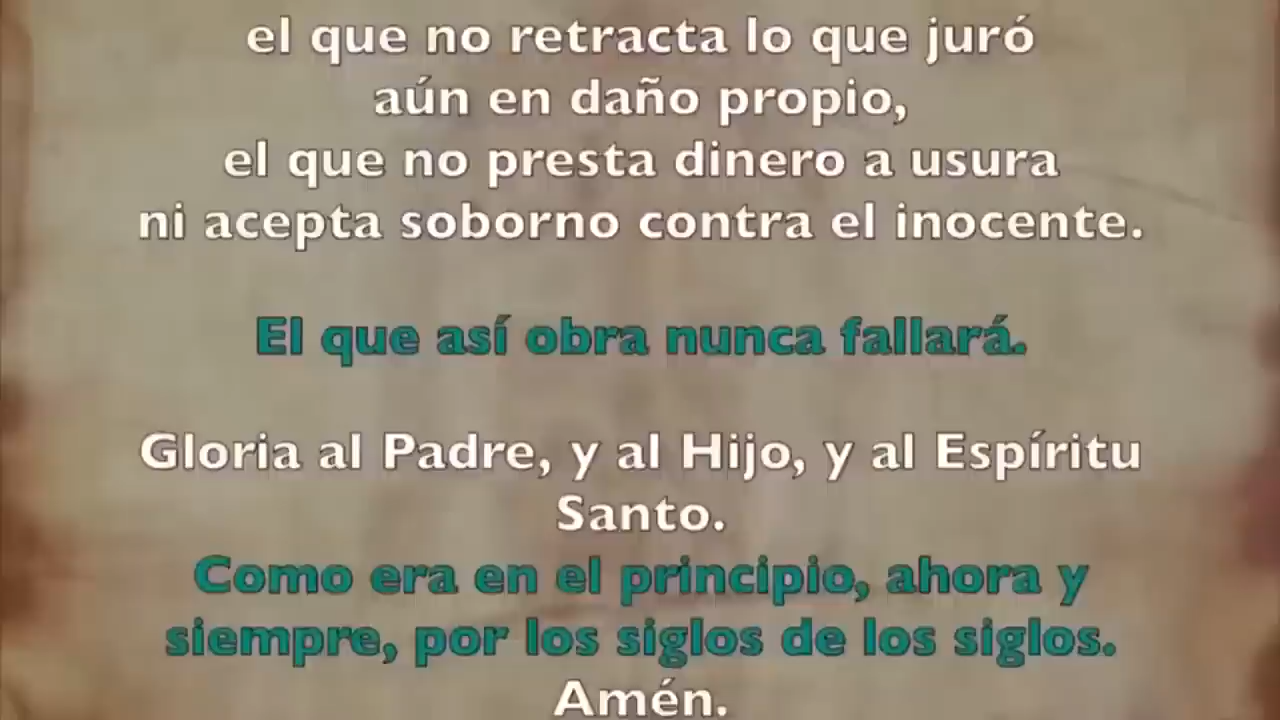 el que no retracta lo que juró
aún en daño propio,
el que no presta dinero a usura
ni acepta soborno contra el inocente.
El que así obra nunca fallará.
Gloria al Padre, y al Hijo, y al Espíritu
Santo.
Como era en el principio, ahora y
siempre, por los siglos de los siglos.
Amén.